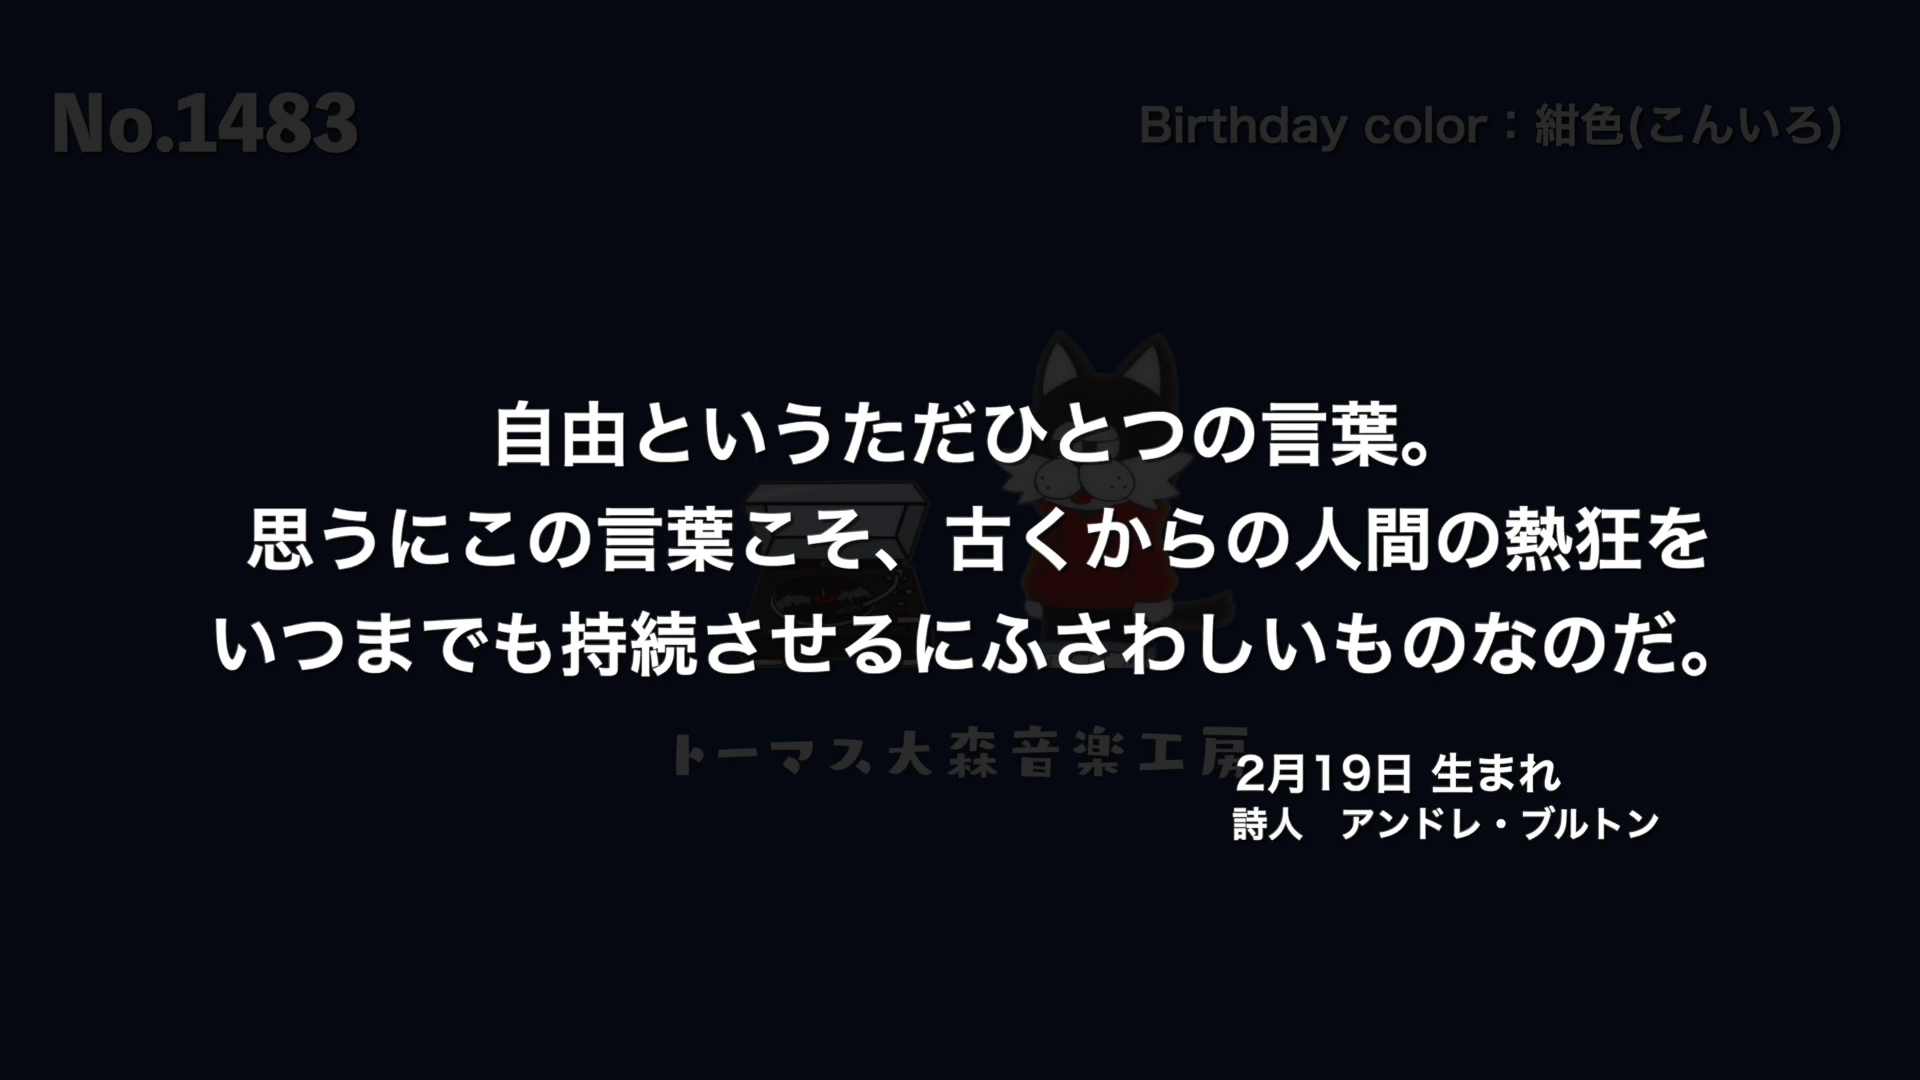 No.1483
Birthday color：紺色(こんいろ)
自由というただひとつの言葉。
思うにこの言葉こそ、古くからの人間の熱狂を
いつまでも持続させるにふさわしいものなのだ。
トーマス大森音楽工房
2月19日 生まれ
詩人　アンドレ・ブルトン